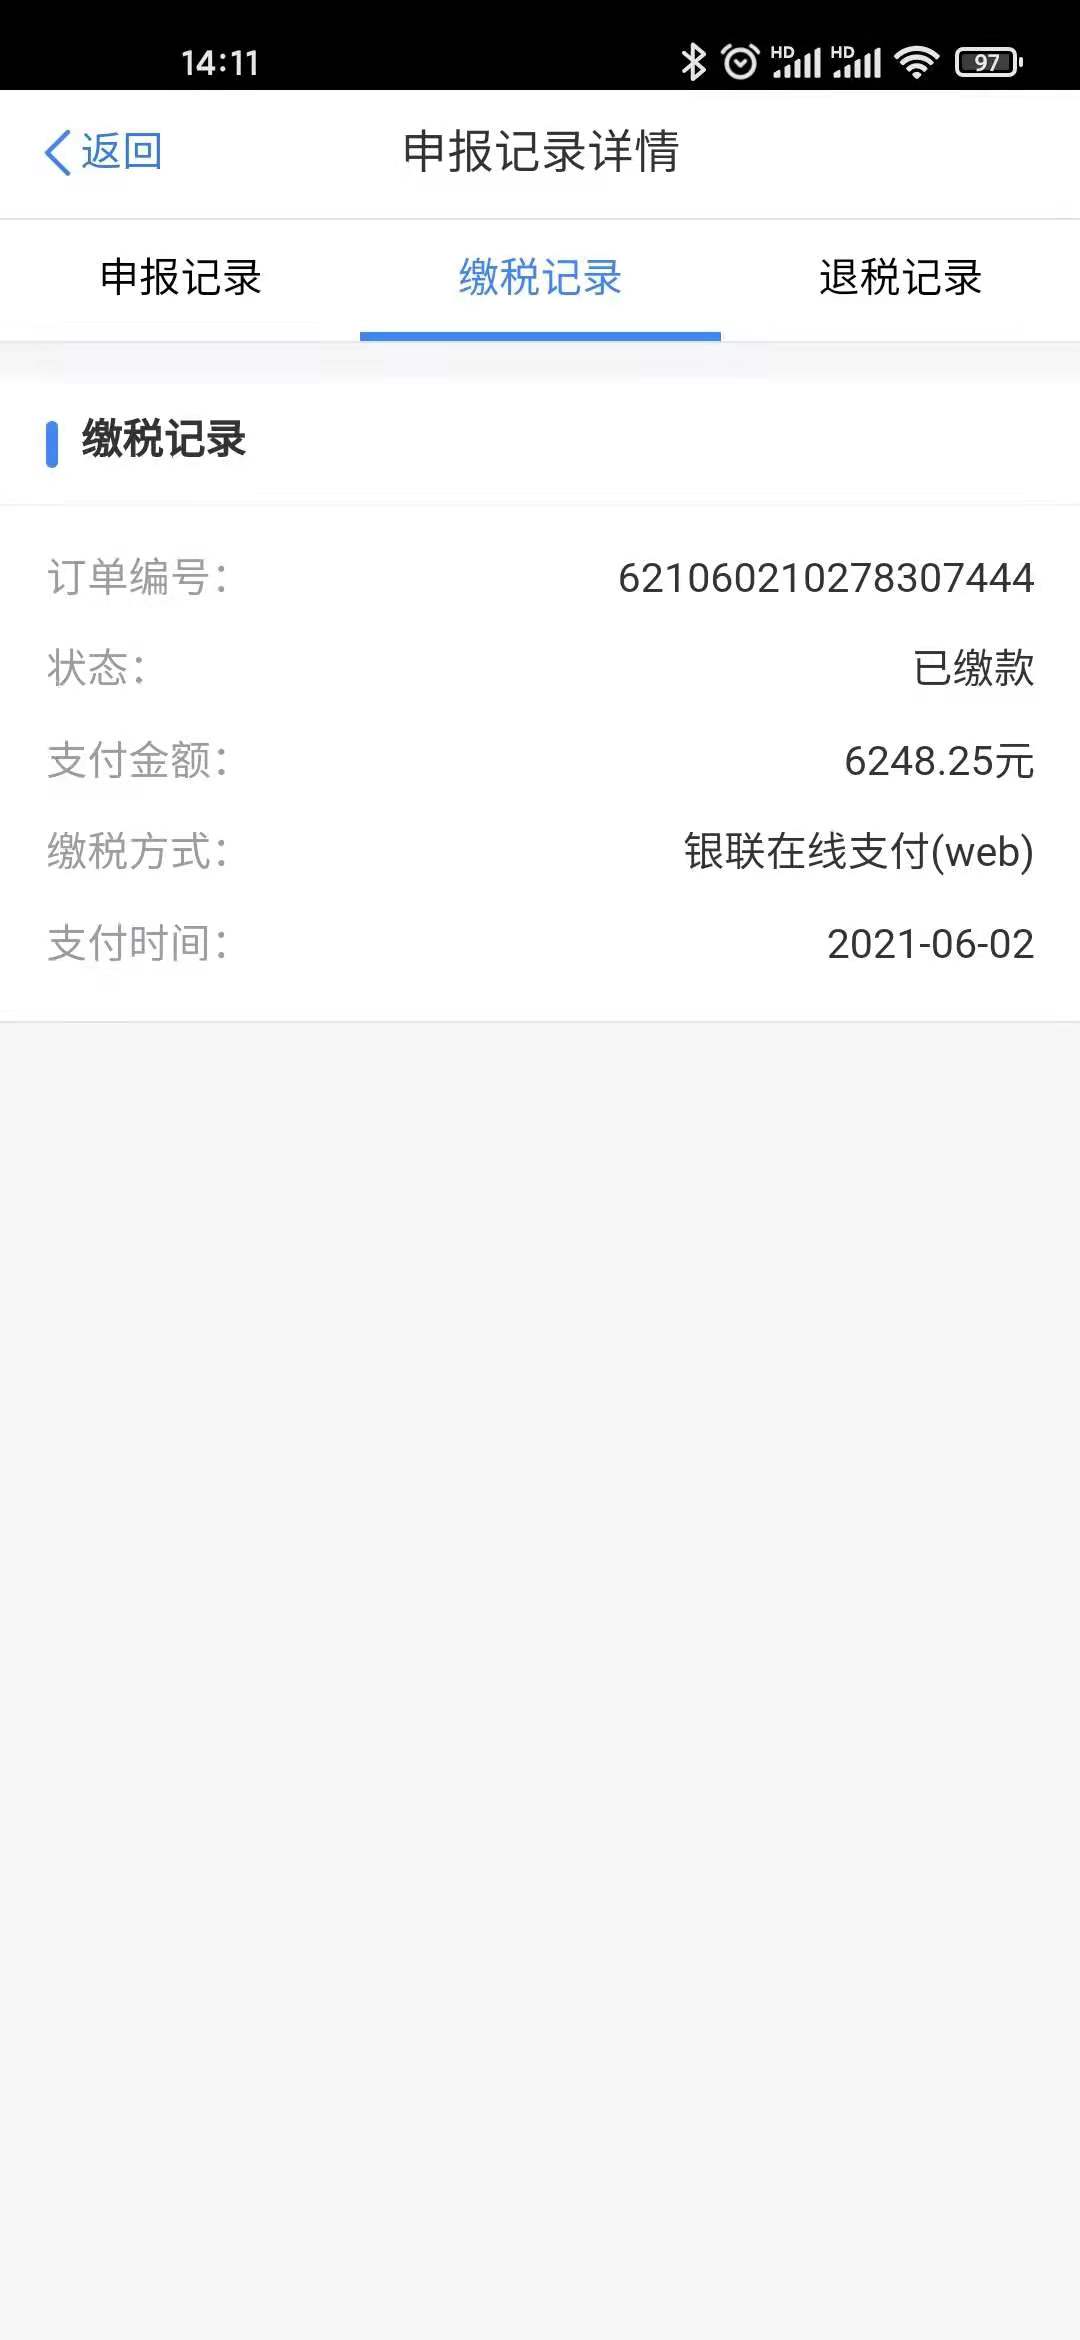 14:11
HD HD 97
返回 申报记录详情
申报记录 缴税记录 退税记录
缴税记录
订单编号： 621060210278307444
状态： 已缴款
支付金额： 6248.25元
缴税方式： 银联在线支付(web)
支付时间： 2021-06-02